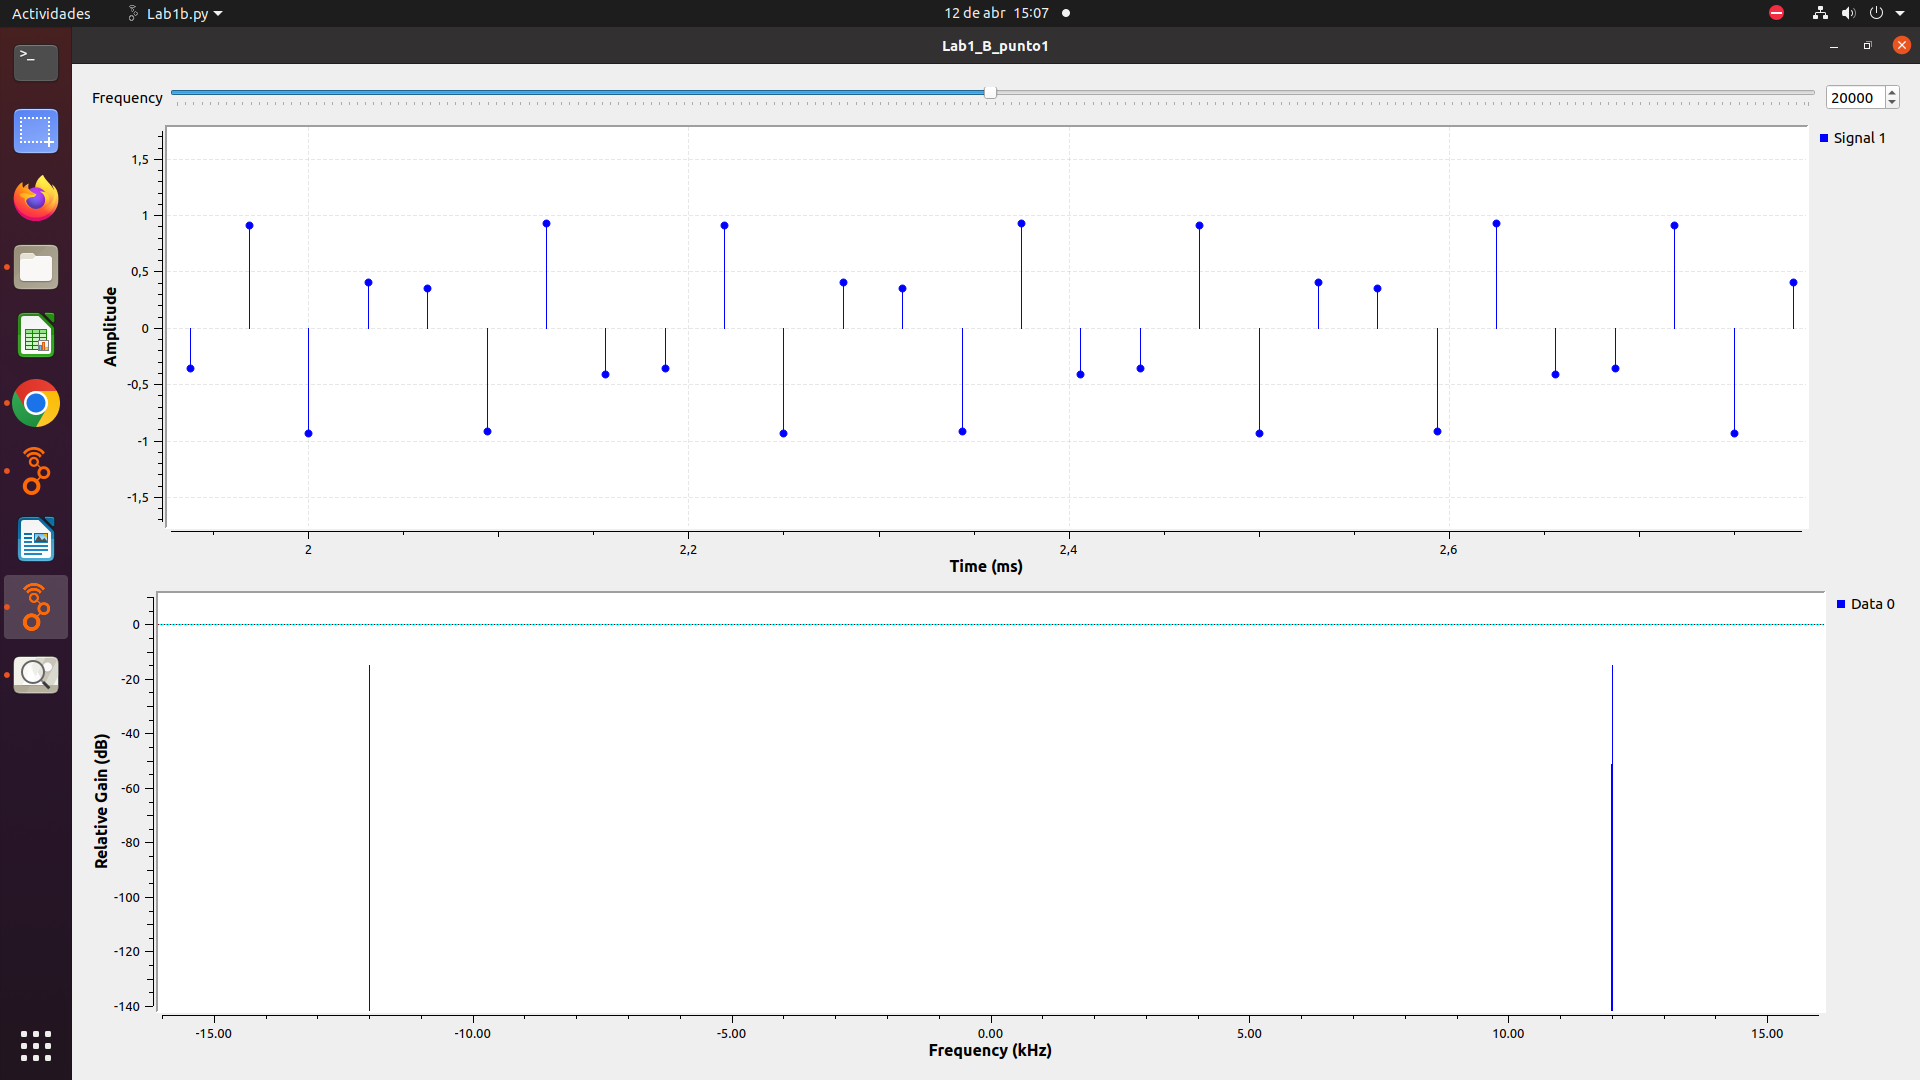 Actividades
Lab1b.py
12 de abr 15:07
Lab1_B_punto1
Frequency
20000
Signal 1
1,5
1
0,5
0
-0,5
-1
-1,5
Amplitude
2
2,2
2,4
2,6
Time (ms)
Data 0
0
-20
-40
-60
-80
-100
-120
-140
Relative Gain (dB)
-15.00
-10.00
-5.00
0.00
5.00
10.00
15.00
Frequency (kHz)